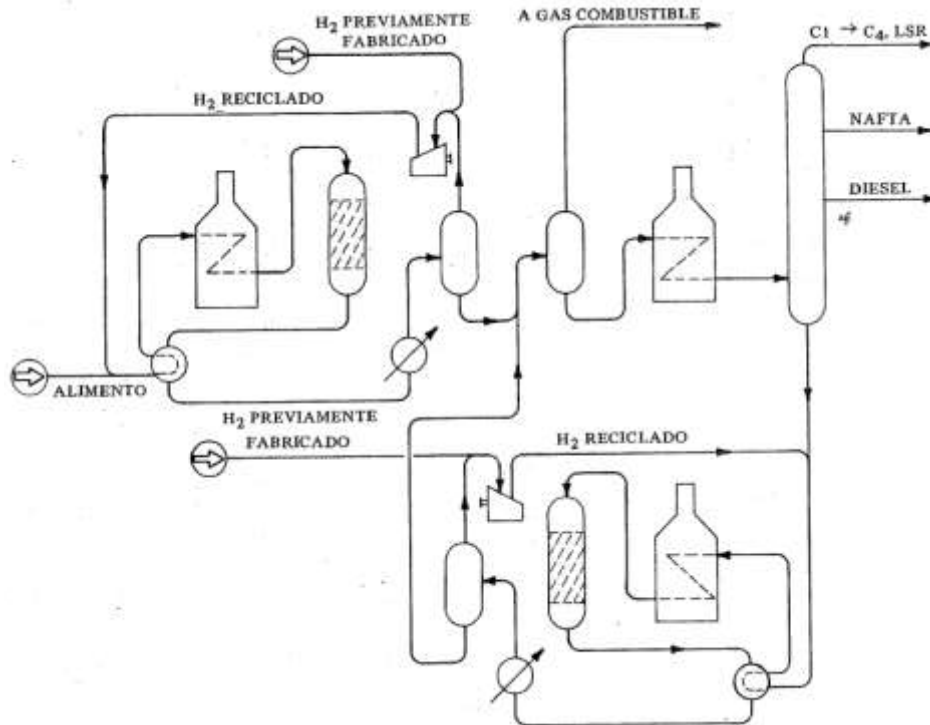 H2 PREVIAMENTE
FABRICADO
A GAS COMBUSTIBLE
C1 → C4, LSR
H2 RECICLADO
NAFTA
DIESEL
ALIMENTO
H2 PREVIAMENTE
FABRICADO
H2 RECICLADO